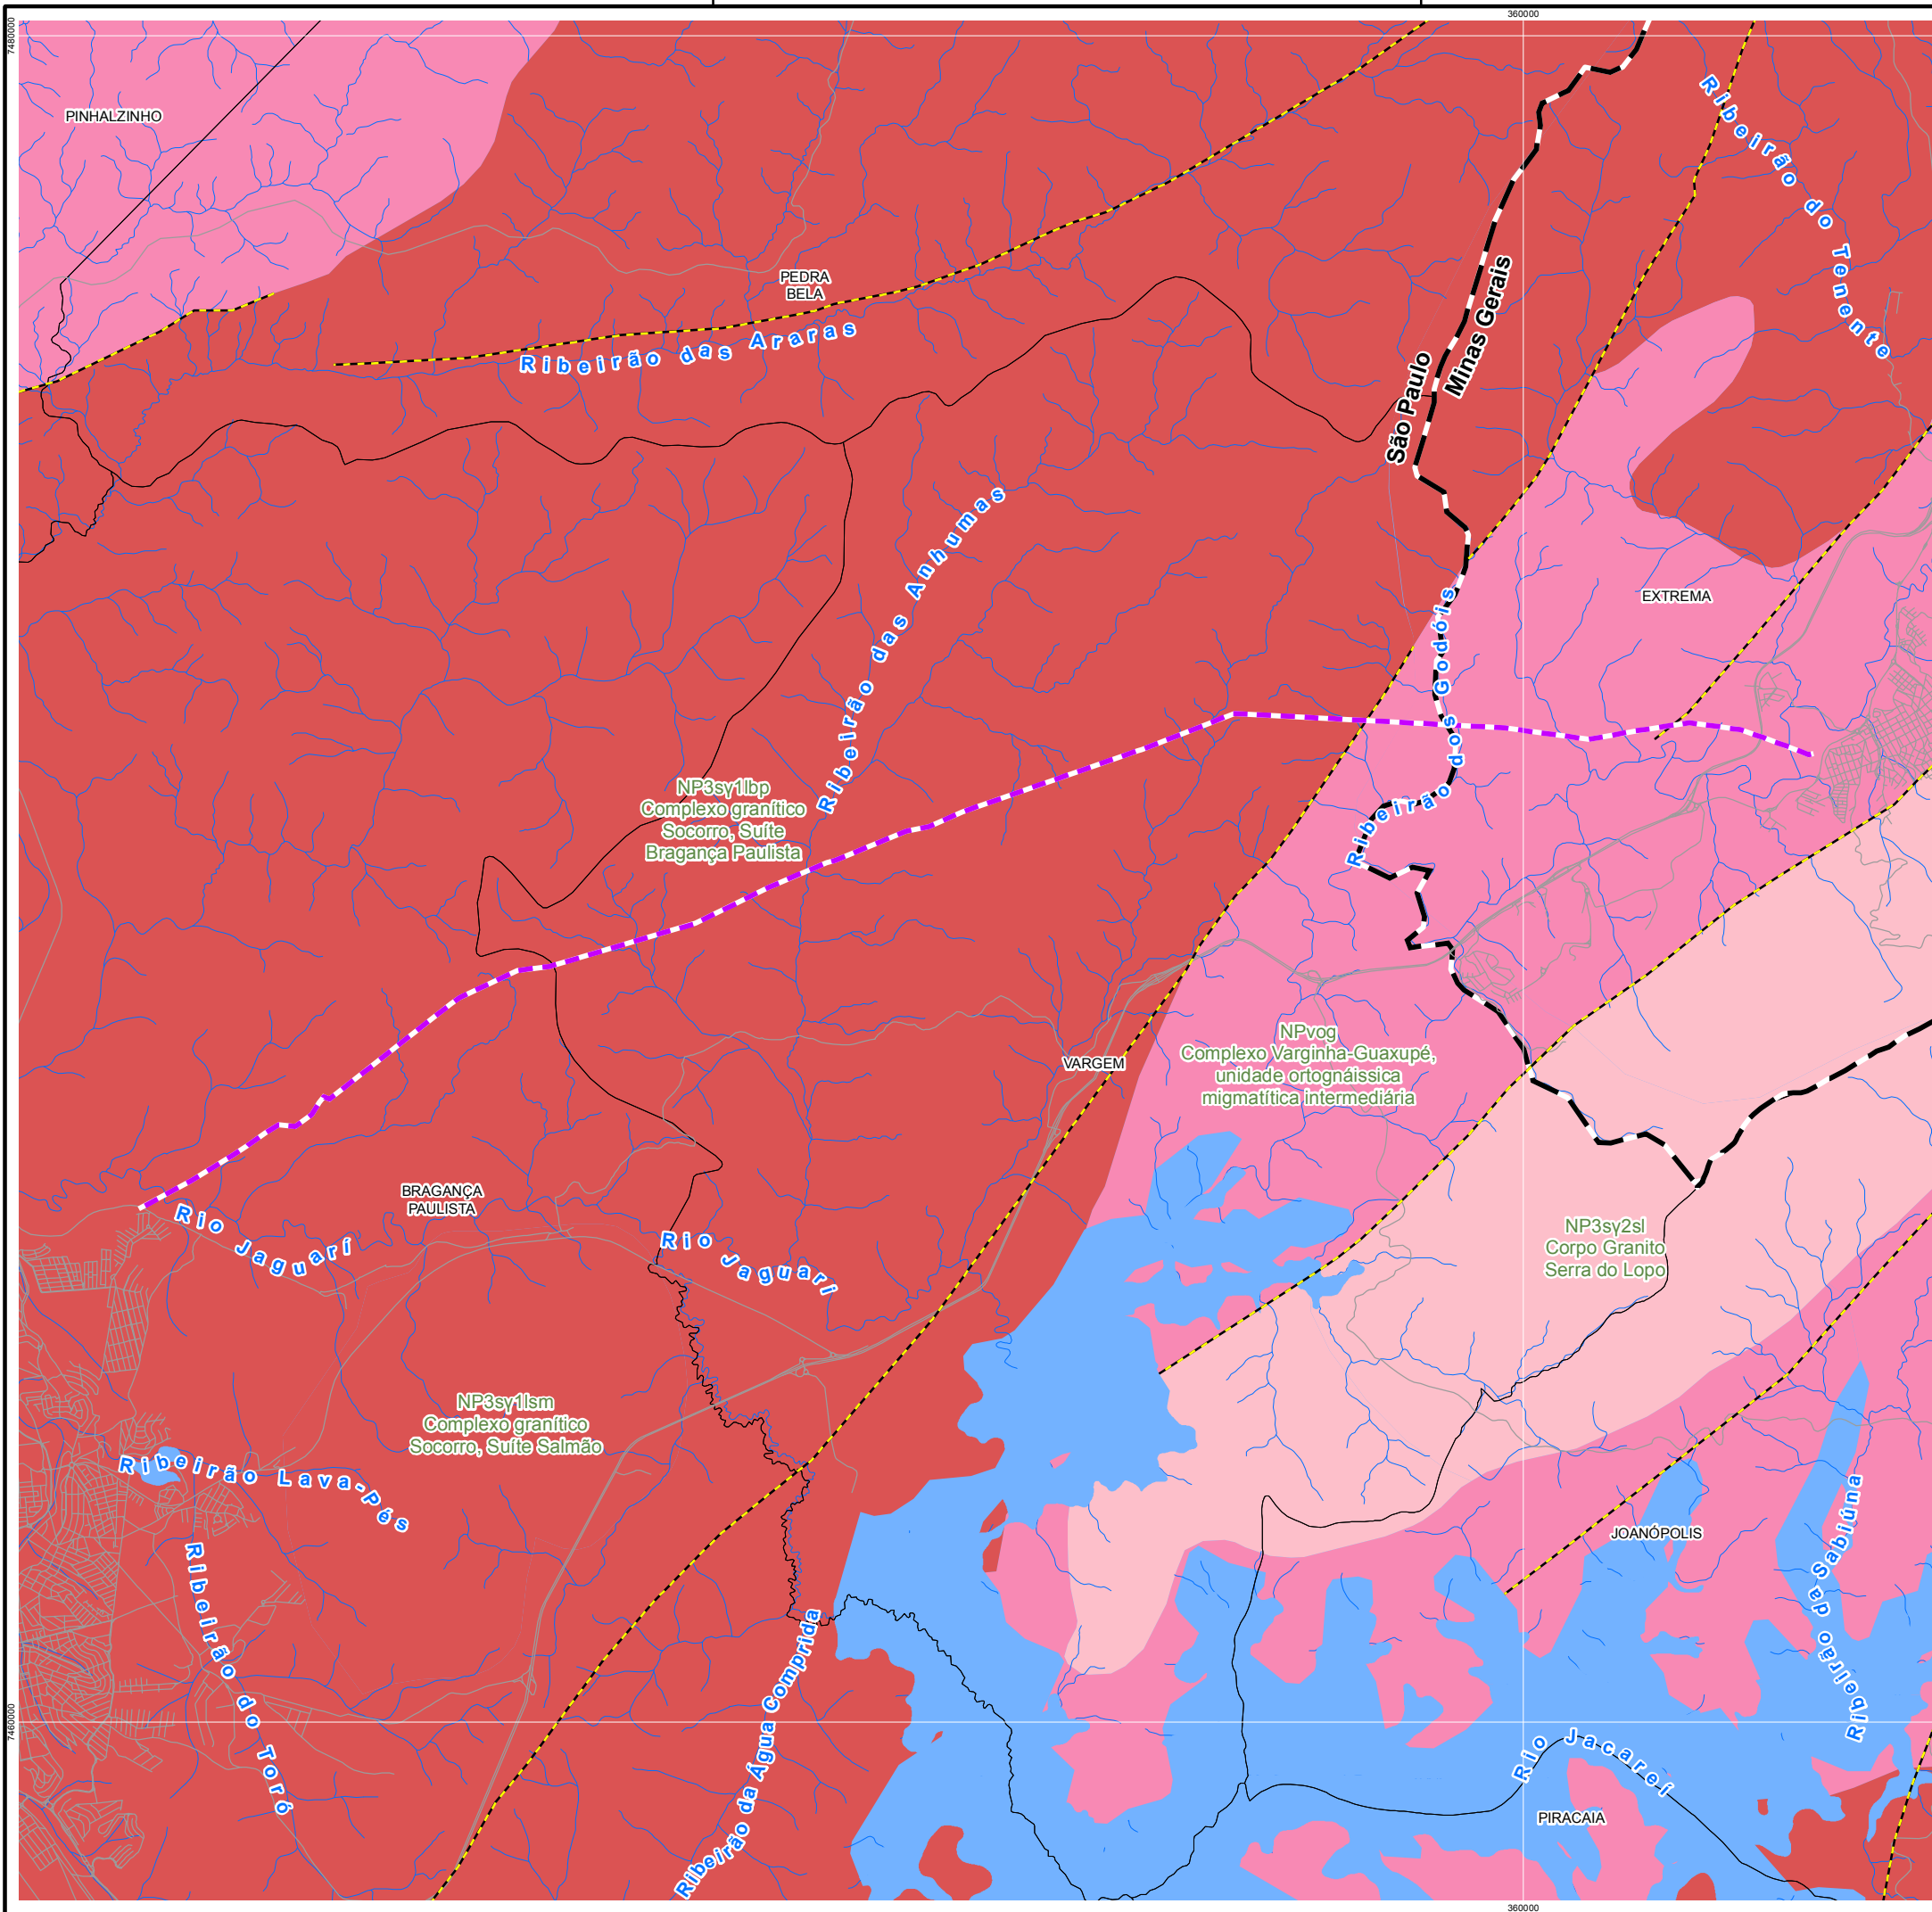 360000
7480000
PINHALZINHO
Ribeirão do Tenente
PEDRA
BELA
Ribeirão das Araras
São Paulo
Minas Gerais
Ribeirão das Anhumas
EXTREMA
Ribeirão dos Godóis
NP3sγ1lbp
Complexo granítico
Socorro, Suíte
Bragança Paulista
NPvog
Complexo Varginha-Guaxupé,
unidade ortognáissica
migmatítica intermediária
VARGEM
BRAGANÇA
PAULISTA
Rio Jaguarí
Rio Jaguari
NP3sγ2sl
Corpo Granito
Serra do Lopo
NP3sγ1lsm
Complexo granítico
Socorro, Suíte Salmão
Ribeirão Lava-Pés
JOANÓPOLIS
Ribeirão da Sabiúna
Ribeirão do Toró
Ribeirão da Água Comprida
7460000
Rio Jacareí
PIRACAIA
360000